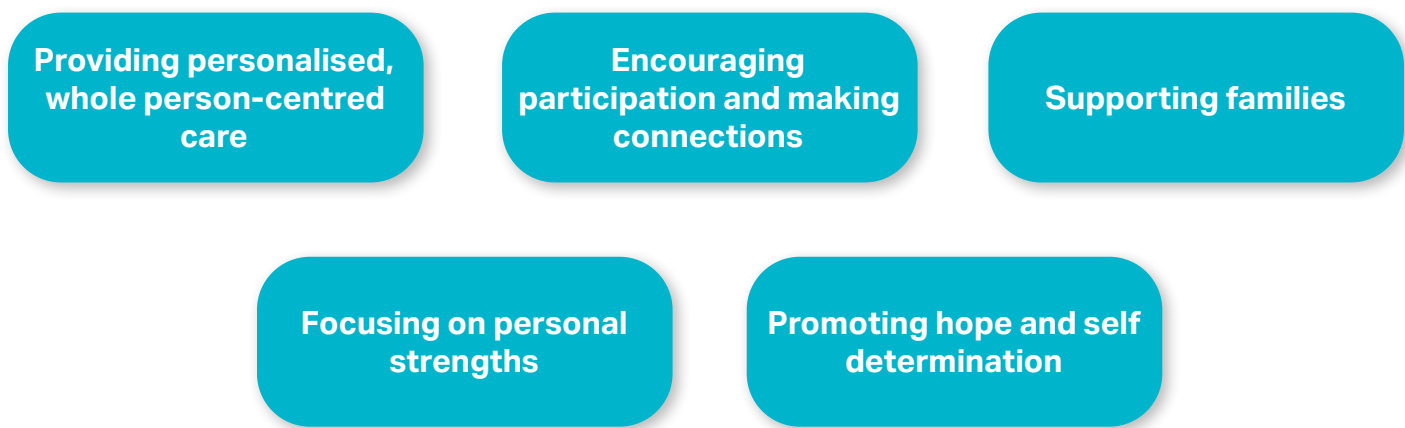 Providing personalised,
whole person-centred
care
Encouraging
participation and making
connections
Supporting families
Focusing on personal
strengths
Promoting hope and self
determination